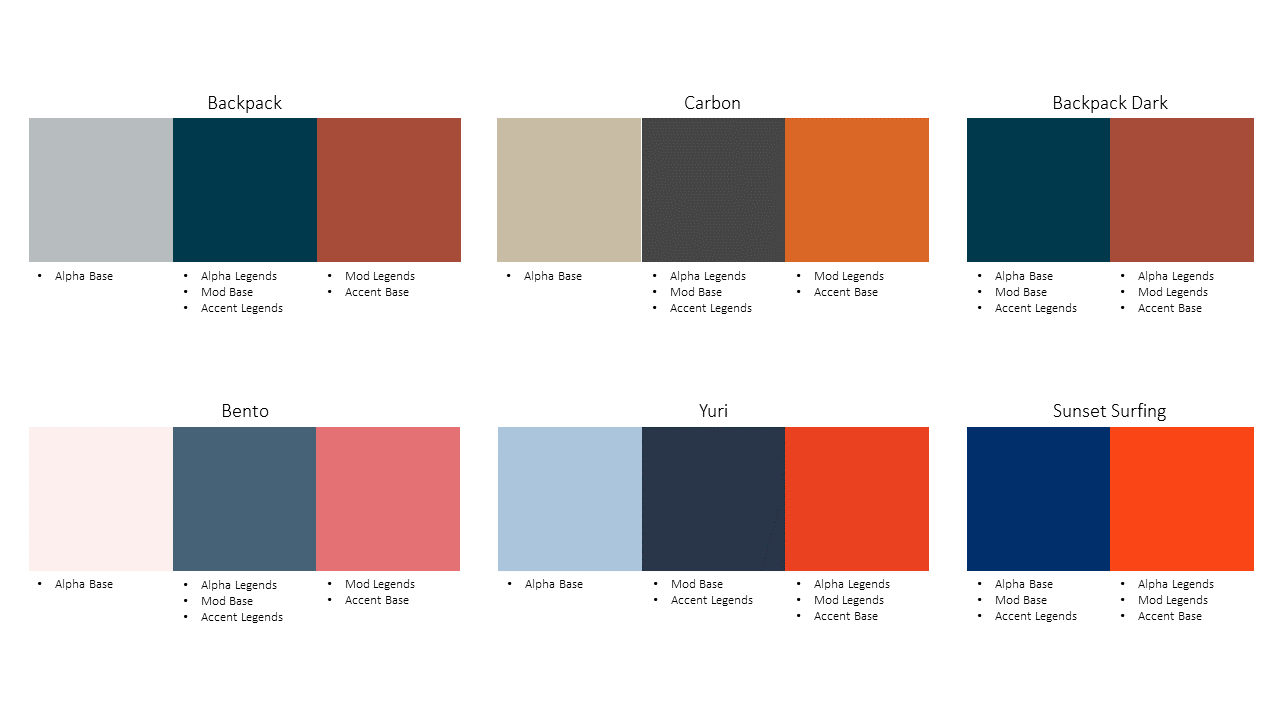 Backpack
• Alpha Base
• Alpha Legends
• Mod Base
• Accent Legends
• Mod Legends
• Accent Base
Carbon
• Alpha Base
• Alpha Legends
• Mod Base
• Accent Legends
• Mod Legends
• Accent Base
Backpack Dark
• Alpha Base
• Mod Base
• Accent Legends
• Alpha Legends
• Mod Legends
• Accent Base
Bento
• Alpha Base
• Alpha Legends
• Mod Base
• Accent Legends
• Mod Legends
• Accent Base
Yuri
• Alpha Base
• Mod Base
• Accent Legends
• Alpha Legends
• Mod Legends
• Accent Base
Sunset Surfing
• Alpha Base
• Mod Base
• Accent Legends
• Alpha Legends
• Mod Legends
• Accent Base